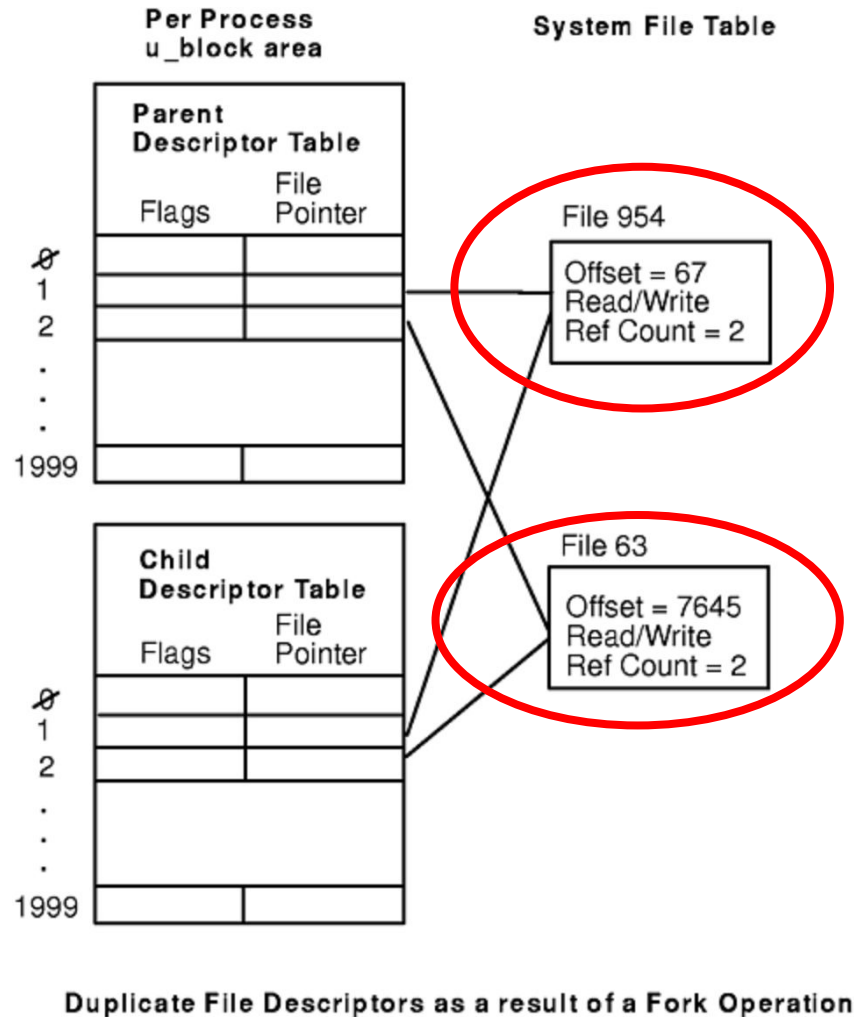 Per Process
u_block area
System File Table
Parent
Descriptor Table
Flags
File
Pointer
0
1
2
.
.
.
1999
File 954
Offset = 67
Read/Write
Ref Count = 2
Child
Descriptor Table
Flags
File
Pointer
0
1
2
.
.
.
1999
File 63
Offset = 7645
Read/Write
Ref Count = 2
Duplicate File Descriptors as a result of a Fork Operation